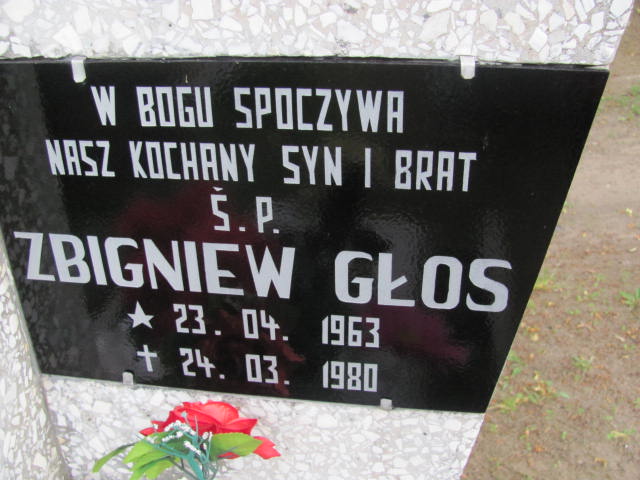 W BOGU SPOCZYWA
NASZ KOCHANY SYN I BRAT
Š.P.
ZBIGNIEW GŁOS
★ 23. 04. 1963
✝ 24. 03. 1980